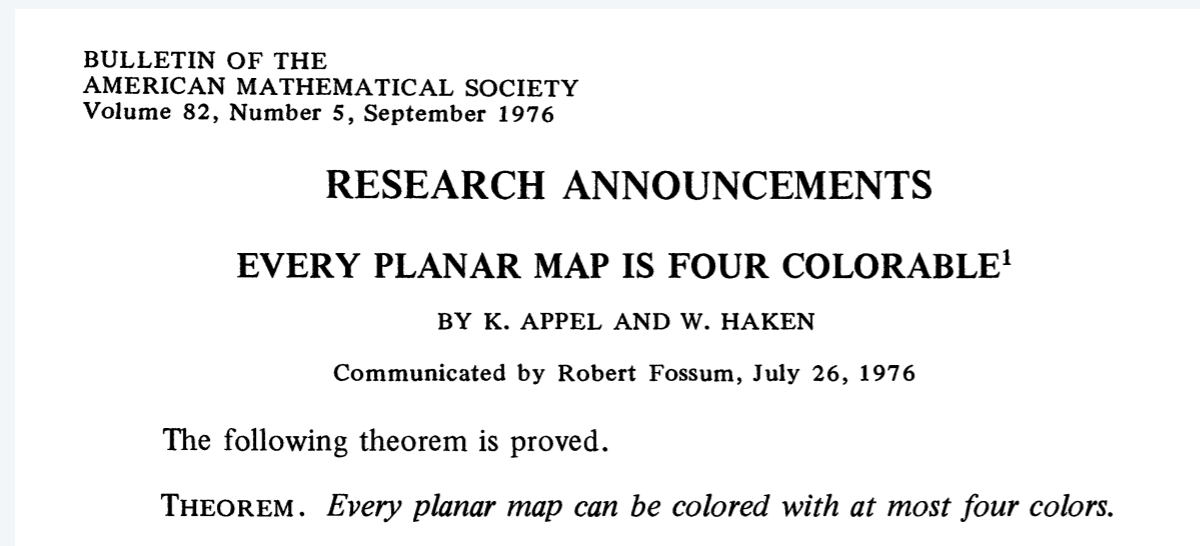 BULLETIN OF THE
AMERICAN MATHEMATICAL SOCIETY
Volume 82, Number 5, September 1976
RESEARCH ANNOUNCEMENTS
EVERY PLANAR MAP IS FOUR COLORABLE¹
BY K. APPEL AND W. HAKEN
Communicated by Robert Fossum, July 26, 1976
The following theorem is proved.
THEOREM. Every planar map can be colored with at most four colors.